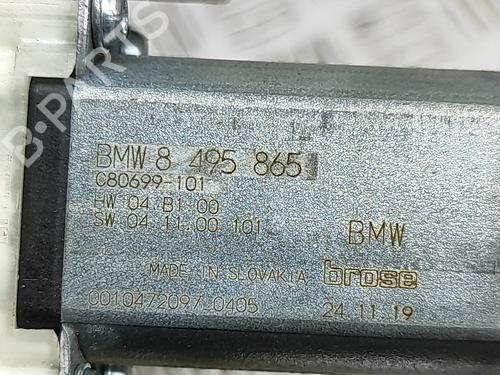 B-PARTS
BMW 8 495 865
C80699-101
HW 04.B1.00
SW 04.11.00.101
BMW
MADE IN SLOVAKIA brose
0010472097-0405 24.11.19